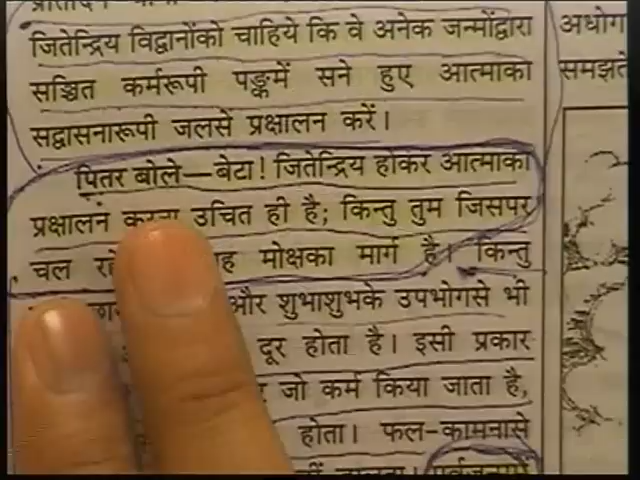 जितेन्द्रिय विद्वानोंको चाहिये कि वे अनेक जन्मोंद्वारा
सञ्चित कर्मरूपी पङ्कमें सने हुए आत्माका
सद्वासनारूपी जलसे प्रक्षालन करें।
पितर बोले—बेटा! जितेन्द्रिय होकर आत्माका
प्रक्षालन करना उचित ही है; किन्तु तुम जिसपर
चल मोक्षका मार्ग है। किन्तु
और शुभाशुभके उपभोगसे भी
दूर होता है। इसी प्रकार
जो कर्म किया जाता है,
होता। फल-कामनासे
अधोग
समझते